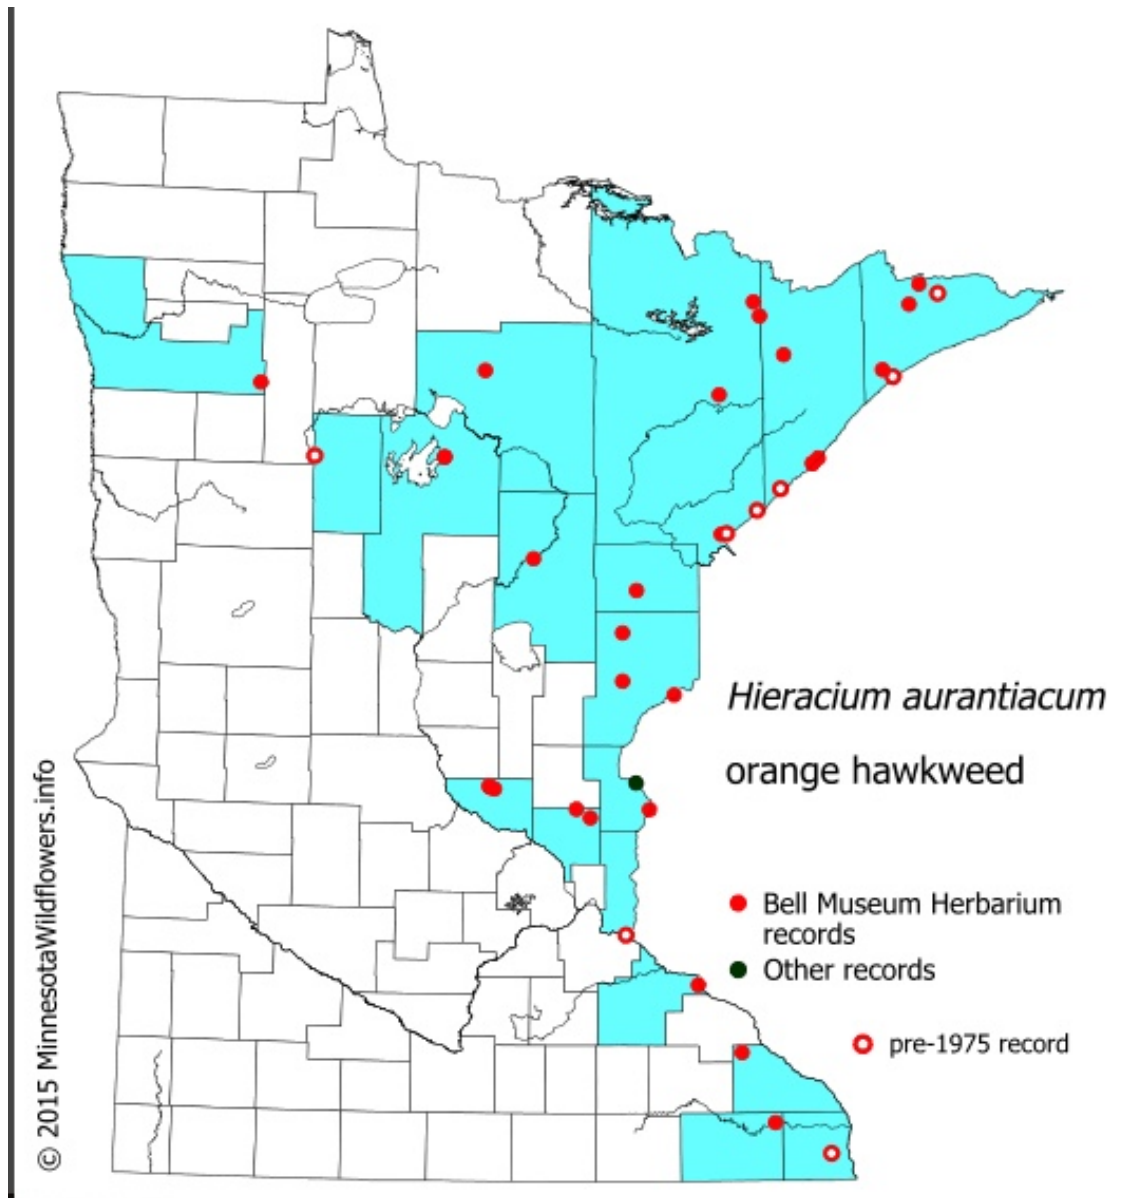 Hieracium aurantiacum
orange hawkweed
Bell Museum Herbarium
records
Other records
pre-1975 record
© 2015 MinnesotaWildflowers.info